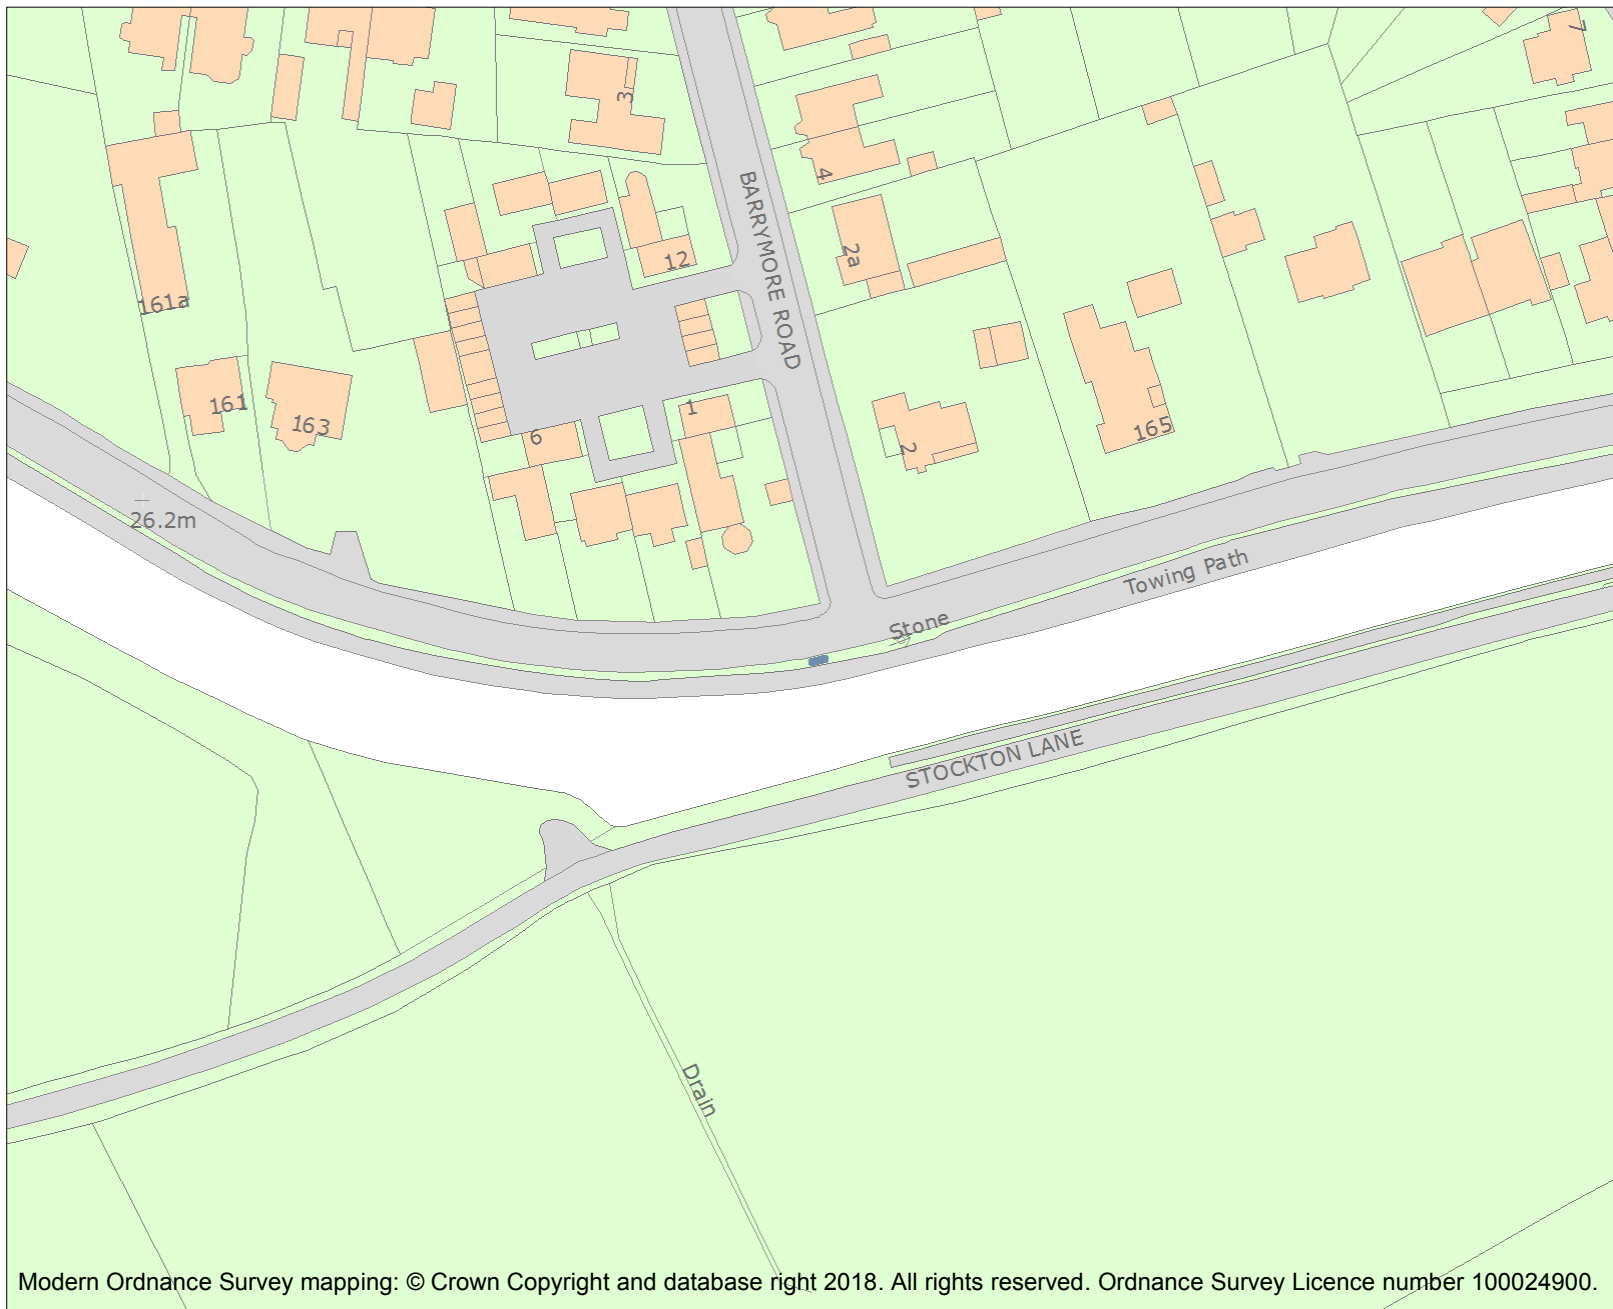 7
3
4
BARRYMORE ROAD
12
2a
161a
161
163
1
6
2
165
26.2m
Towing Path
Stone
STOCKTON LANE
Drain
Modern Ordnance Survey mapping: © Crown Copyright and database right 2018. All rights reserved. Ordnance Survey Licence number 100024900.